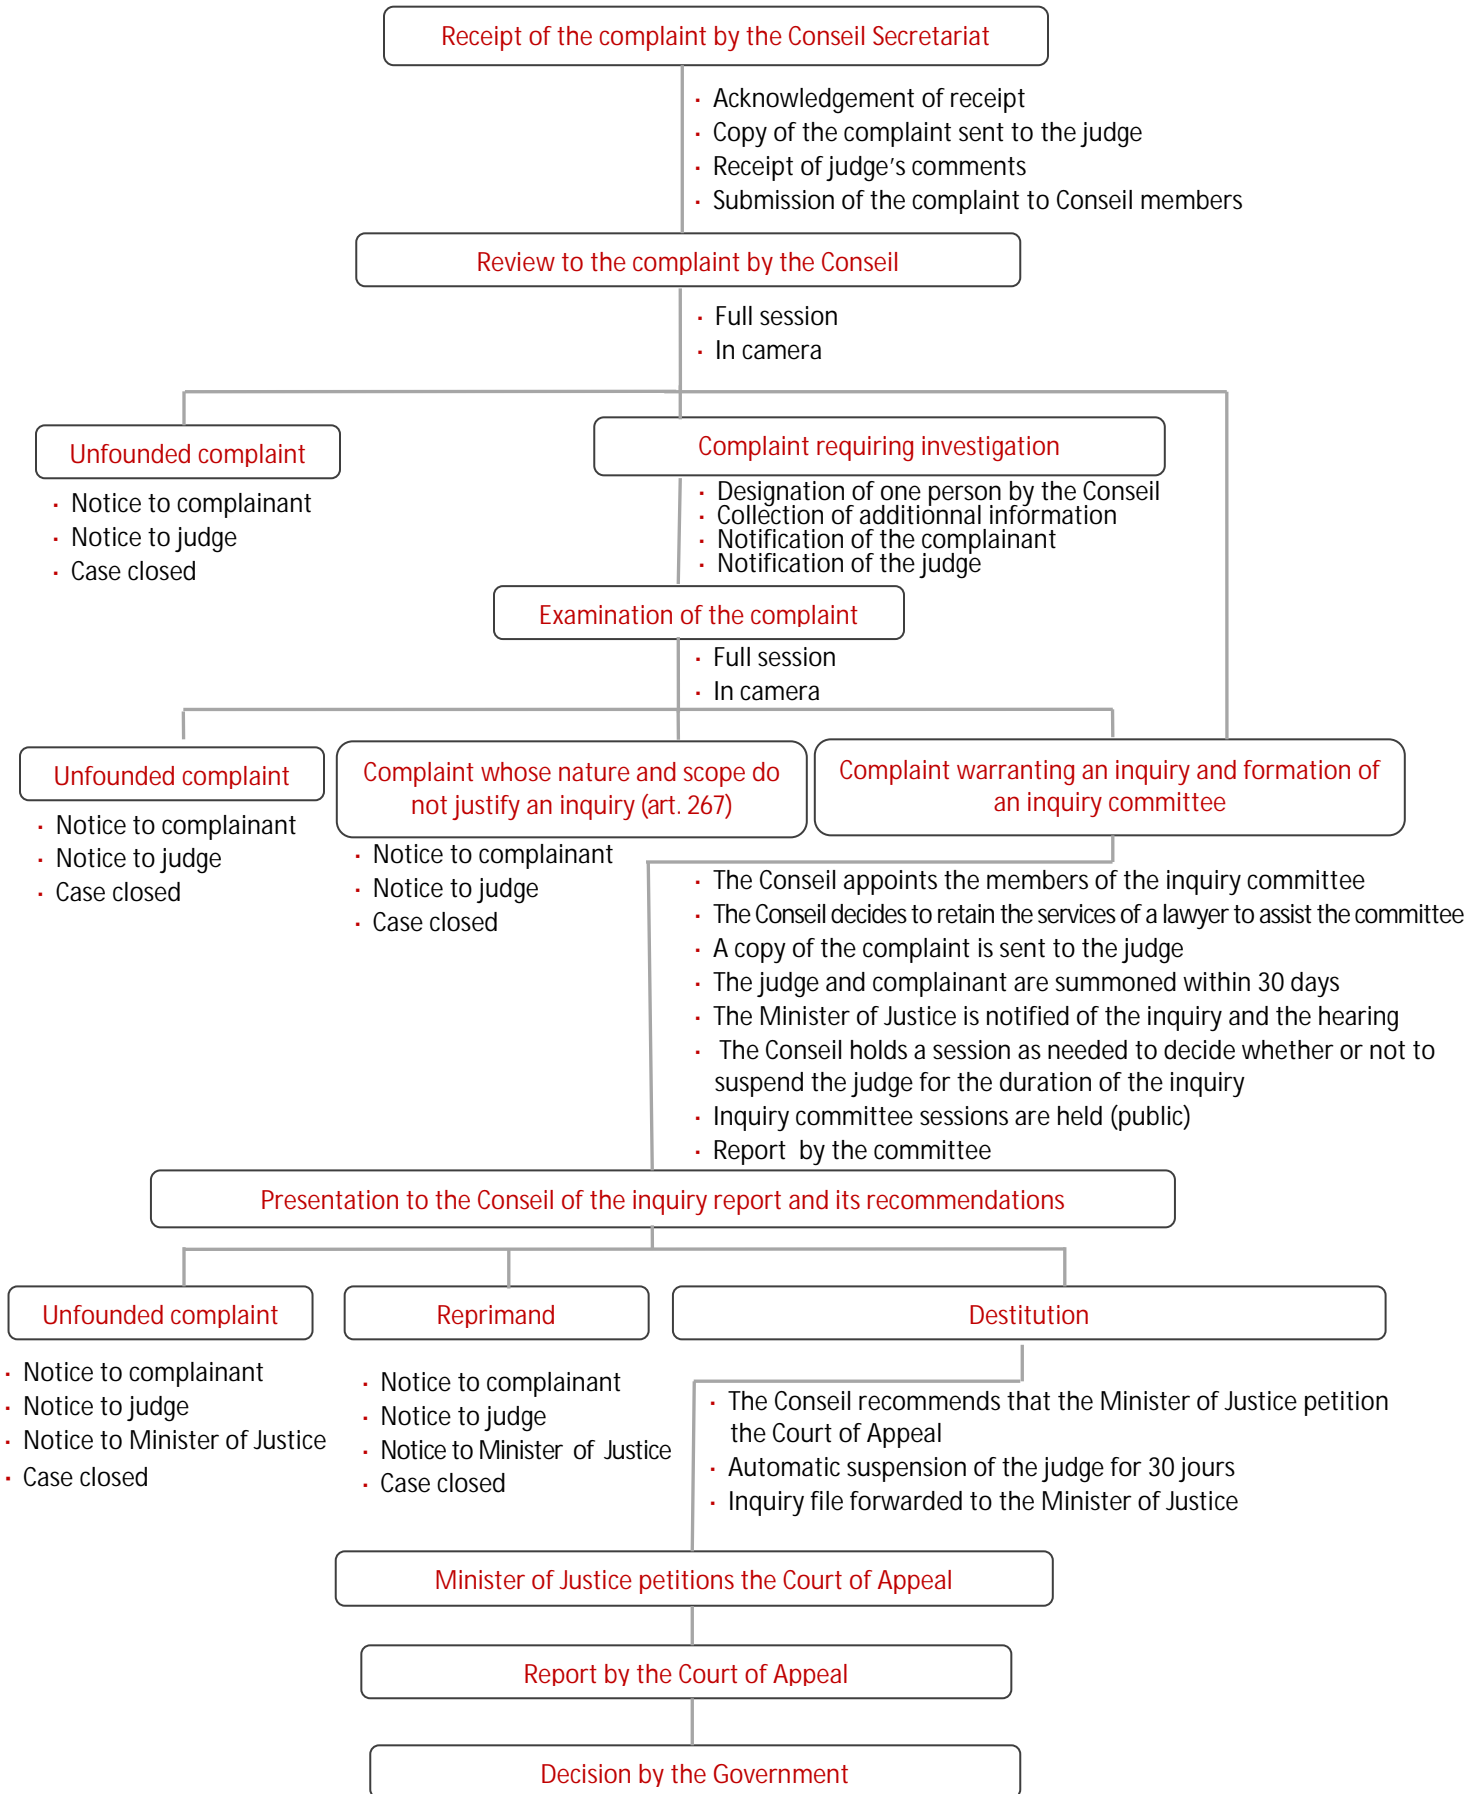 Receipt of the complaint by the Conseil Secretariat
· Acknowledgement of receipt
· Copy of the complaint sent to the judge
· Receipt of judge's comments
· Submission of the complaint to Conseil members
Review to the complaint by the Conseil
· Full session
· In camera
Unfounded complaint
· Notice to complainant
· Notice to judge
· Case closed
Complaint requiring investigation
· Designation of one person by the Conseil
· Collection of additionnal information
· Notification of the complainant
· Notification of the judge
Examination of the complaint
· Full session
· In camera
Unfounded complaint
· Notice to complainant
· Notice to judge
· Case closed
Complaint whose nature and scope do
not justify an inquiry (art. 267)
· Notice to complainant
· Notice to judge
· Case closed
Complaint warranting an inquiry and formation of
an inquiry committee
· The Conseil appoints the members of the inquiry committee
· The Conseil decides to retain the services of a lawyer to assist the committee
· A copy of the complaint is sent to the judge
· The judge and complainant are summoned within 30 days
· The Minister of Justice is notified of the inquiry and the hearing
· The Conseil holds a session as needed to decide whether or not to
suspend the judge for the duration of the inquiry
· Inquiry committee sessions are held (public)
· Report by the committee
Presentation to the Conseil of the inquiry report and its recommendations
Unfounded complaint
· Notice to complainant
· Notice to judge
· Notice to Minister of Justice
· Case closed
Reprimand
· Notice to complainant
· Notice to judge
· Notice to Minister of Justice
· Case closed
Destitution
· The Conseil recommends that the Minister of Justice petition
the Court of Appeal
· Automatic suspension of the judge for 30 jours
· Inquiry file forwarded to the Minister of Justice
Minister of Justice petitions the Court of Appeal
Report by the Court of Appeal
Decision by the Government